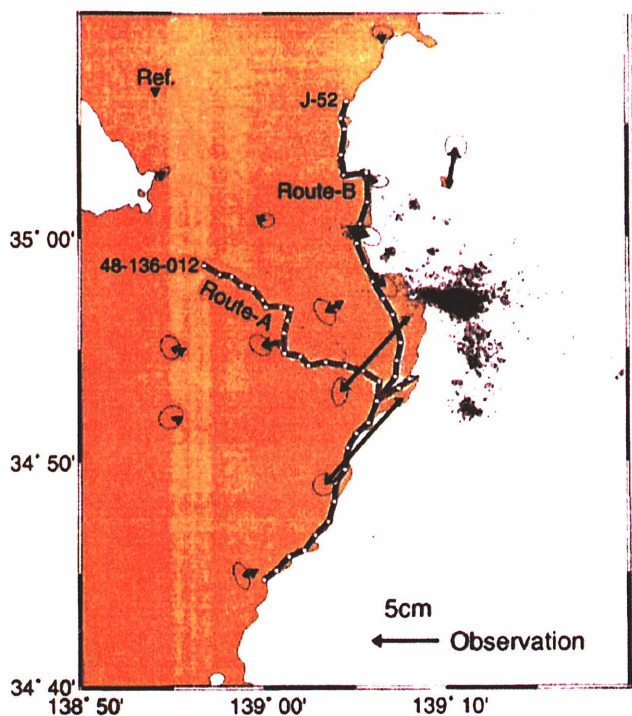 Ref.
J-52
Route-B
35° 00'
48-136-012
Route-A
34° 50'
5cm
Observation
34° 40'
138° 50'
139° 00'
139° 10'